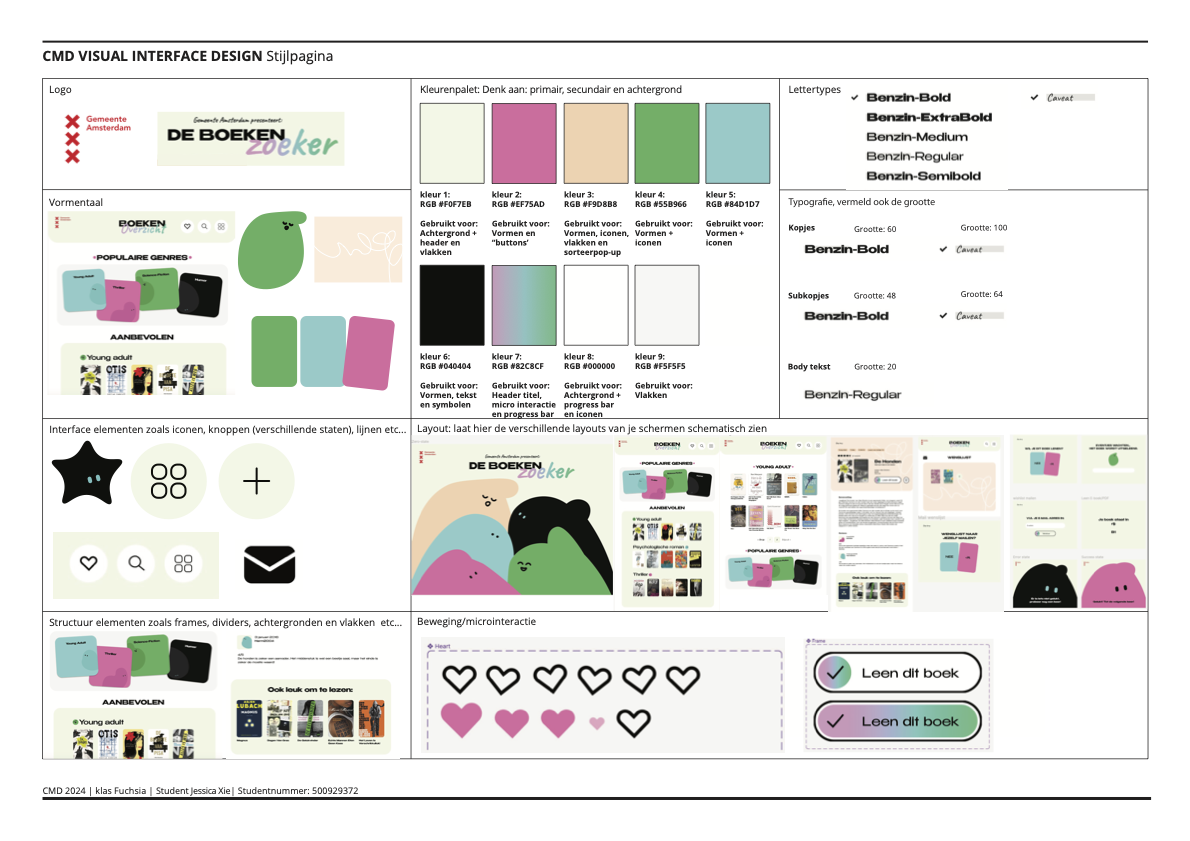 CMD VISUAL INTERFACE DESIGN Stijlpagina
Logo
Gemeente
Amsterdam
Gemeente Amsterdam presenteert:
DE BOEKEN
zoeker
Vormentaal
BOEKEN
Overzicht
•POPULAIRE GENRES•
Young Adult
Thriller
Science Fiction
Horror
AANBEVOLEN
Young adult
OTIS
Kleurenpalet: Denk aan: primair, secundair en achtergrond
kleur 1:
RGB #F0F7EB
Gebruikt voor:
Achtergrond +
header en
vlakken
kleur 2:
RGB #EF75AD
Gebruikt voor:
Vormen en
“buttons’
kleur 3:
RGB #F9D8B8
Gebruikt voor:
Vormen, iconen,
vlakken en
sorteerpop-up
kleur 4:
RGB #55B966
Gebruikt voor:
Vormen +
iconen
kleur 5:
RGB #84D1D7
Gebruikt voor:
Vormen +
iconen
kleur 6:
RGB #040404
Gebruikt voor:
Vormen, tekst
en symbolen
kleur 7:
RGB #82C8CF
Gebruikt voor:
Header titel,
micro interactie
en progress bar
kleur 8:
RGB #000000
Gebruikt voor:
Achtergrond +
progress bar
en iconen
kleur 9:
RGB #F5F5F5
Gebruikt voor:
Vlakken
Lettertypes
Benzin-Bold
Benzin-ExtraBold
Benzin-Medium
Benzin-Regular
Benzin-Semibold
Caveat
Typografie, vermeld ook de grootte
Kopjes
Grootte: 60
Grootte: 100
Benzin-Bold
Caveat
Subkopjes
Grootte: 48
Grootte: 64
Benzin-Bold
Caveat
Body tekst
Grootte: 20
Benzin-Regular
Interface elementen zoals iconen, knoppen (verschillende staten), lijnen etc...
Layout: laat hier de verschillende layouts van je schermen schematisch zien
Gemeente Amsterdam presenteert:
DE BOEKEN
zoeker
BOEKEN
Overzicht
•POPULAIRE GENRES•
AANBEVOLEN
Young adult
Psychologische roman
Thriller
BOEKEN
•YOUNG ADULT•
•POPULAIRE GENRES•
De Honden
Ook leuk om te lezen:
BOEKEN
WENSLIJST
WENSLIJST NAAR
JEZELF MAILEN?
Structuur elementen zoals frames, dividers, achtergronden en vlakken etc...
Young Adult
Thriller
Science Fiction
Horror
AANBEVOLEN
Young adult
OTIS
Ook leuk om te lezen:
LUBACH
Beweging/microinteractie
Heart
Frame
Leen dit boek
Leen dit boek
CMD 2024 | klas Fuchsia | Student Jessica Xie| Studentnummer: 500929372